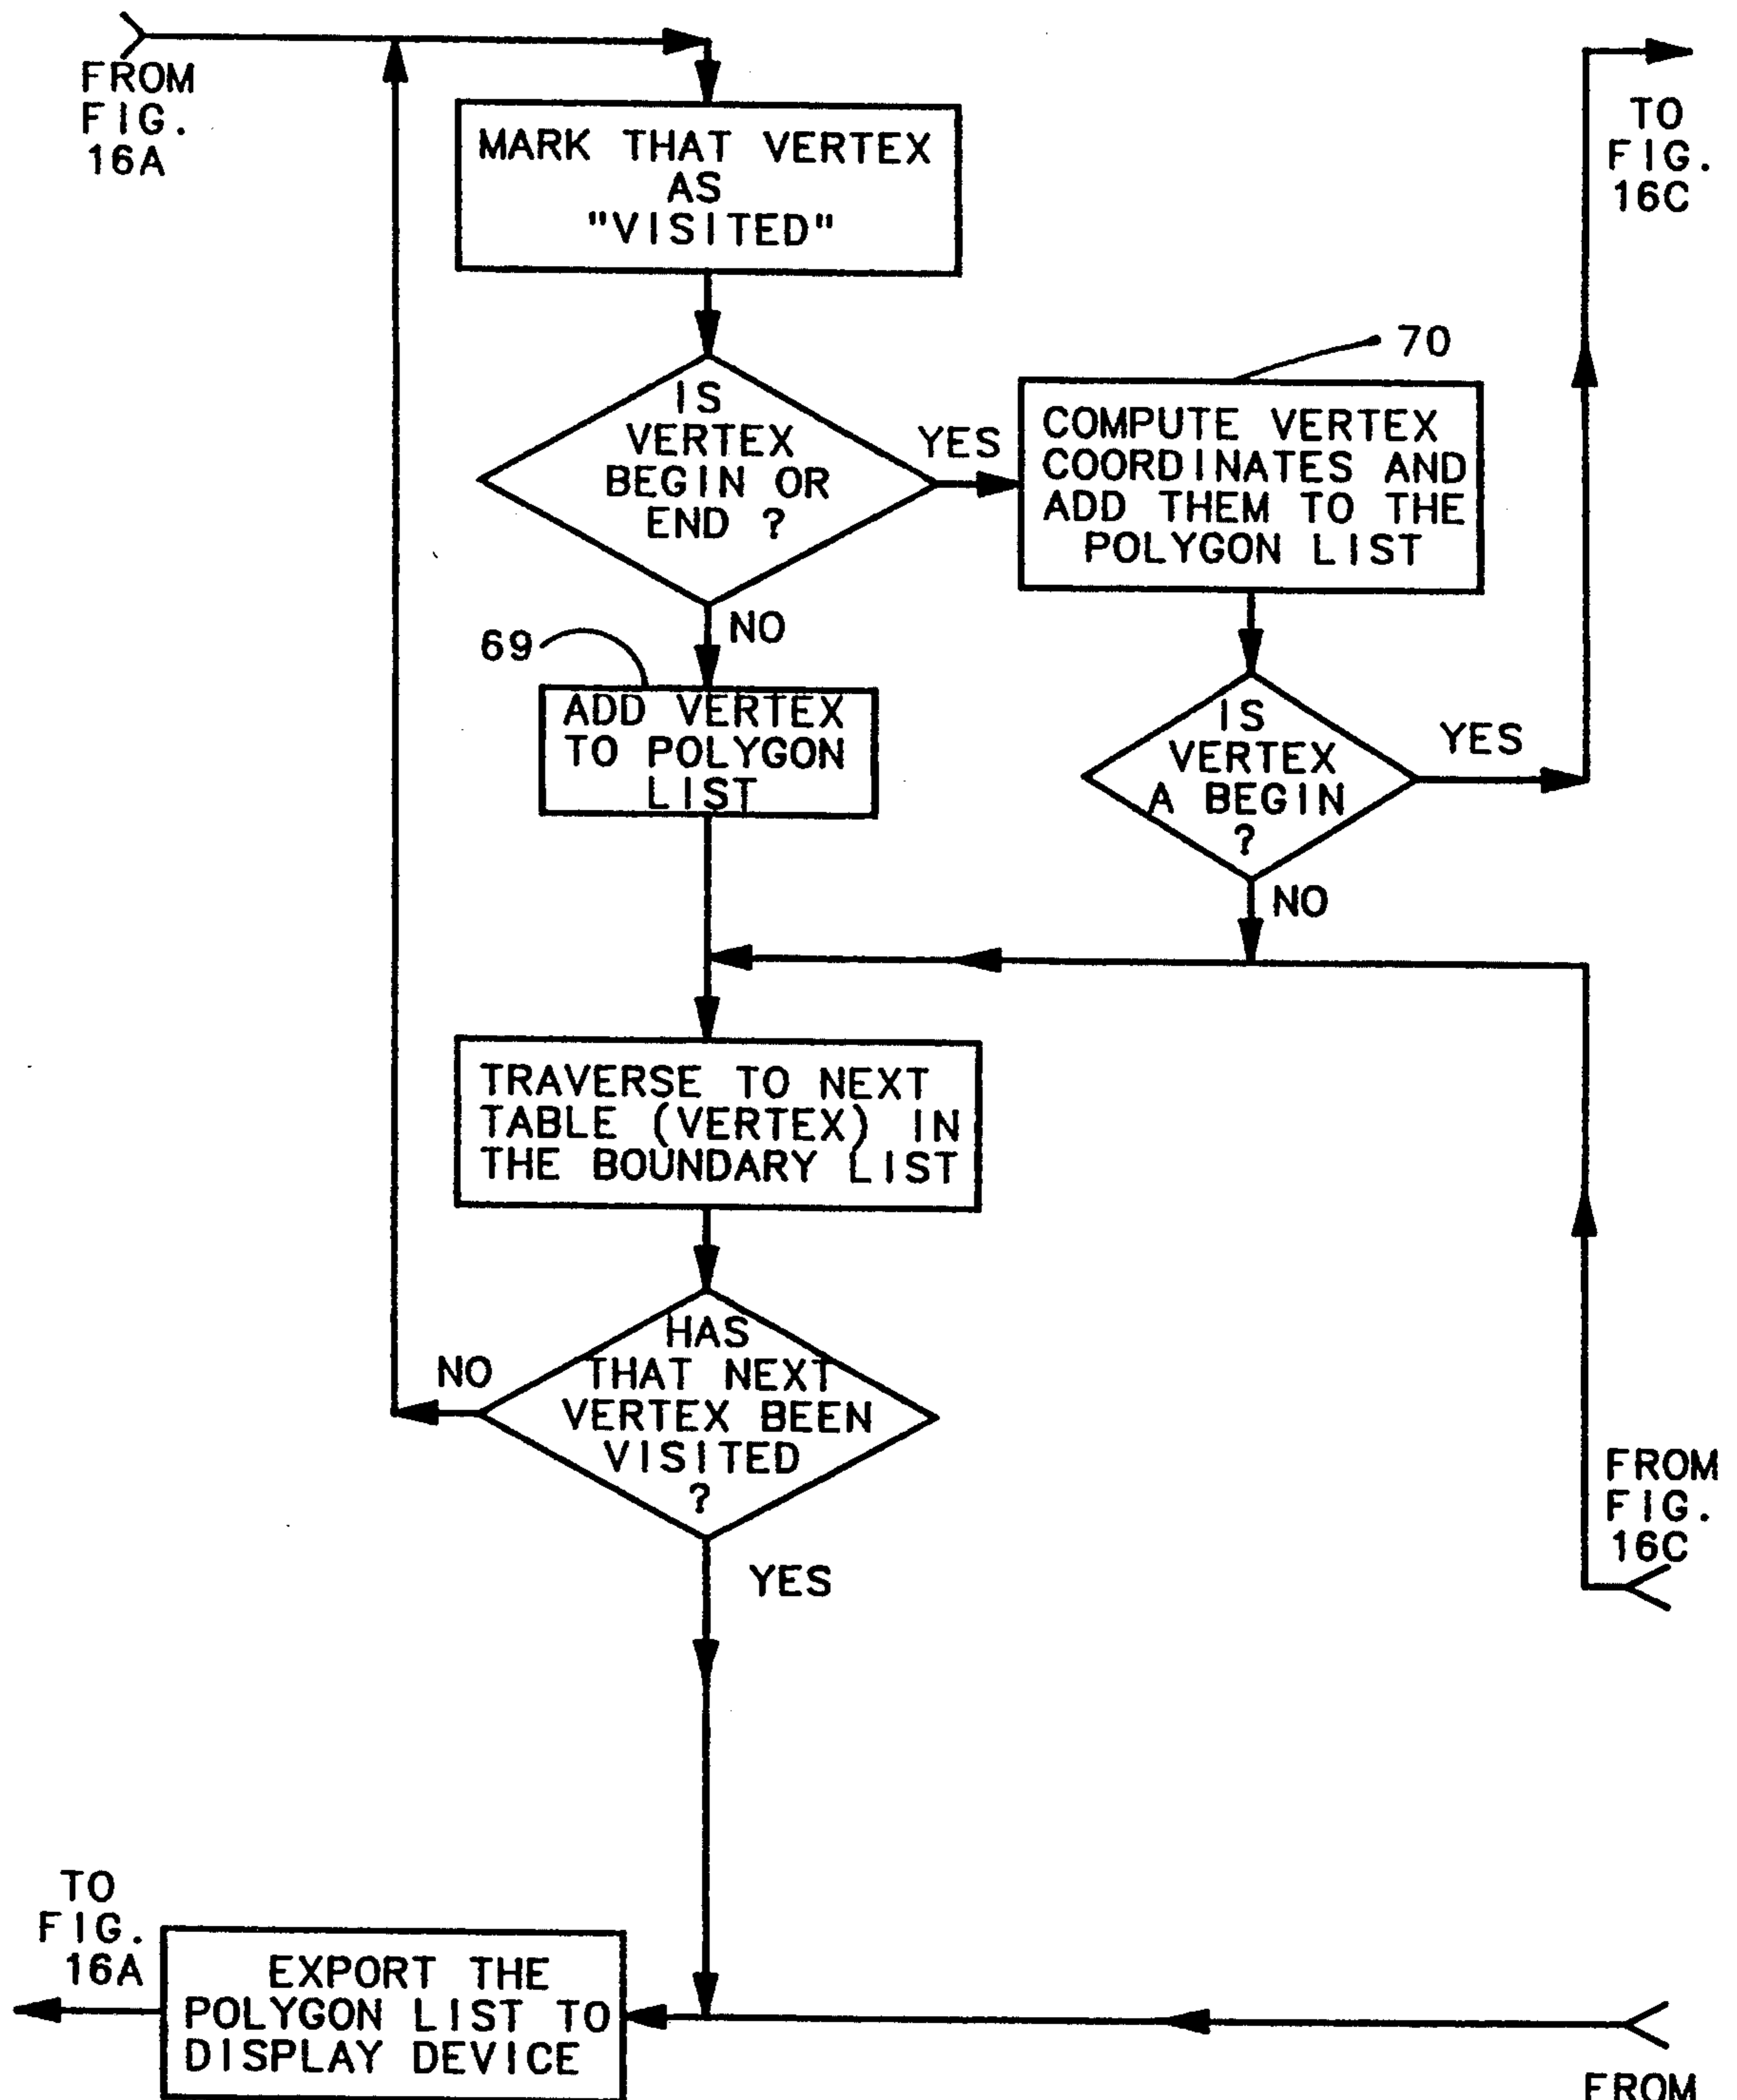 FROM
FIG.
16A
TO
FIG.
16C
MARK THAT VERTEX
AS
"VISITED"
70
IS
VERTEX
BEGIN OR
END ?
YES
COMPUTE VERTEX
COORDINATES AND
ADD THEM TO THE
POLYGON LIST
NO
69
ADD VERTEX
TO POLYGON
LIST
IS
VERTEX
A BEGIN
?
YES
NO
TRAVERSE TO NEXT
TABLE (VERTEX) IN
THE BOUNDARY LIST
HAS
THAT NEXT
VERTEX BEEN
VISITED
?
NO
YES
FROM
FIG.
16C
TO
FIG.
16A
EXPORT THE
POLYGON LIST TO
DISPLAY DEVICE
FROM